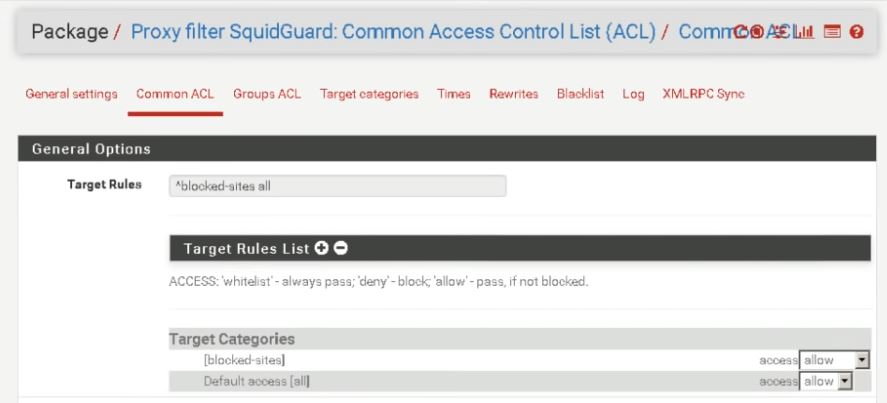 Package / Proxy filter SquidGuard: Common Access Control List (ACL) / Common ACL
General settings Common ACL Groups ACL Target categories Times Rewrites Blacklist Log XMLRPC Sync
General Options
Target Rules ^blocked-sites all
Target Rules List
ACCESS: 'whitelist' - always pass; 'deny' - block; 'allow' - pass, if not blocked.
Target Categories
[blocked-sites] access allow
Default access [all] access allow